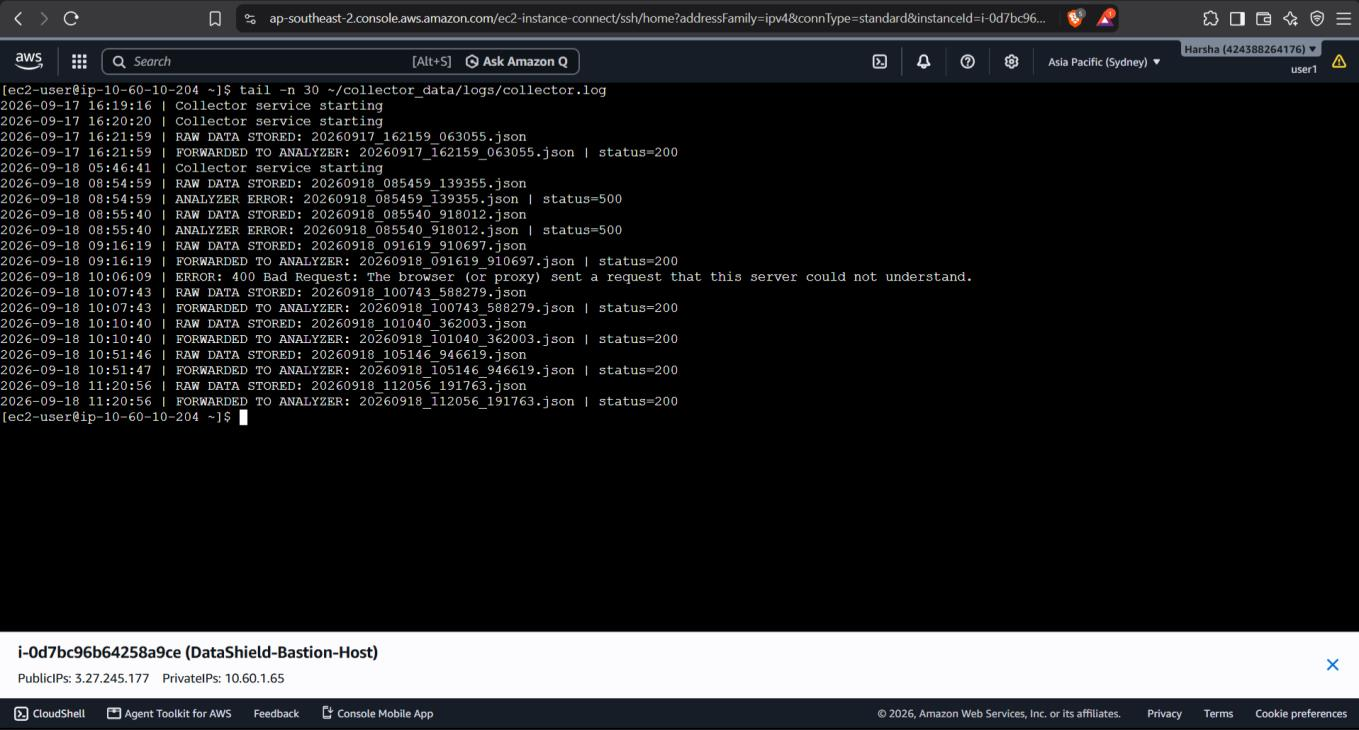 ap-southeast-2.console.aws.amazon.com/ec2-instance-connect/ssh/home?addressFamily=ipv4&connType=standard&instanceId=i-0d7bc96...
5
1
aws
Search [Alt+S] Ask Amazon Q
Asia Pacific (Sydney) ▼
Harsha (424388264176) ▼
user1
[ec2-user@ip-10-60-10-204 ~]$ tail -n 30 ~/collector_data/logs/collector.log
2026-09-17 16:19:16 | Collector service starting
2026-09-17 16:20:20 | Collector service starting
2026-09-17 16:21:59 | RAW DATA STORED: 20260917_162159_063055.json
2026-09-17 16:21:59 | FORWARDED TO ANALYZER: 20260917_162159_063055.json | status=200
2026-09-18 05:46:41 | Collector service starting
2026-09-18 08:54:59 | RAW DATA STORED: 20260918_085459_139355.json
2026-09-18 08:54:59 | ANALYZER ERROR: 20260918_085459_139355.json | status=500
2026-09-18 08:55:40 | RAW DATA STORED: 20260918_085540_918012.json
2026-09-18 08:55:40 | ANALYZER ERROR: 20260918_085540_918012.json | status=500
2026-09-18 09:16:19 | RAW DATA STORED: 20260918_091619_910697.json
2026-09-18 09:16:19 | FORWARDED TO ANALYZER: 20260918_091619_910697.json | status=200
2026-09-18 10:06:09 | ERROR: 400 Bad Request: The browser (or proxy) sent a request that this server could not understand.
2026-09-18 10:07:43 | RAW DATA STORED: 20260918_100743_588279.json
2026-09-18 10:07:43 | FORWARDED TO ANALYZER: 20260918_100743_588279.json | status=200
2026-09-18 10:10:40 | RAW DATA STORED: 20260918_101040_362003.json
2026-09-18 10:10:40 | FORWARDED TO ANALYZER: 20260918_101040_362003.json | status=200
2026-09-18 10:51:46 | RAW DATA STORED: 20260918_105146_946619.json
2026-09-18 10:51:47 | FORWARDED TO ANALYZER: 20260918_105146_946619.json | status=200
2026-09-18 11:20:56 | RAW DATA STORED: 20260918_112056_191763.json
2026-09-18 11:20:56 | FORWARDED TO ANALYZER: 20260918_112056_191763.json | status=200
[ec2-user@ip-10-60-10-204 ~]$
i-0d7bc96b64258a9ce (DataShield-Bastion-Host)
PublicIPs: 3.27.245.177 PrivateIPs: 10.60.1.65
CloudShell Agent Toolkit for AWS Feedback Console Mobile App © 2026, Amazon Web Services, Inc. or its affiliates. Privacy Terms Cookie preferences